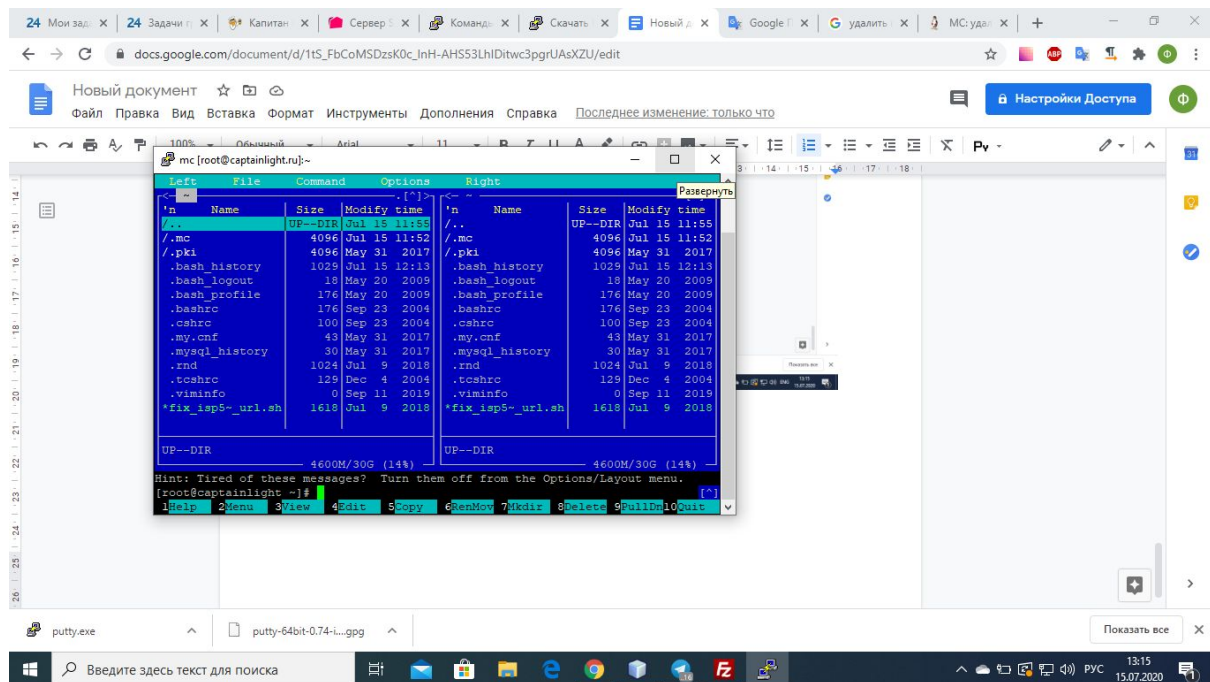 24 Мои зад 24 Задачи г Капитан Сервер Команд Скачать Новый д Google удалить MC: удал
docs.google.com/document/d/1tS_FbCoMSDzsK0c_InH-AHS53LhIDitwc3pgrUAsXZU/edit
Новый документ
Файл Правка Вид Вставка Формат Инструменты Дополнения Справка Последнее изменение: только что
Настройки Доступа
Ф
100% Обычный Arial 11
mc [root@captainlight.ru]:~
Развернуть
Left File Command Options Right
'n Name Size Modify time 'n Name Size Modify time
/.. UP--DIR Jul 15 11:55 /.. UP--DIR Jul 15 11:55
/.mc 4096 Jul 15 11:52 /.mc 4096 Jul 15 11:52
/.pki 4096 May 31 2017 /.pki 4096 May 31 2017
.bash_history 1029 Jul 15 12:13 .bash_history 1029 Jul 15 12:13
.bash_logout 18 May 20 2009 .bash_logout 18 May 20 2009
.bash_profile 176 May 20 2009 .bash_profile 176 May 20 2009
.bashrc 176 Sep 23 2004 .bashrc 176 Sep 23 2004
.cshrc 100 Sep 23 2004 .cshrc 100 Sep 23 2004
.my.cnf 43 May 31 2017 .my.cnf 43 May 31 2017
.mysql_history 30 May 31 2017 .mysql_history 30 May 31 2017
.rnd 1024 Jul 9 2018 .rnd 1024 Jul 9 2018
.tcshrc 129 Dec 4 2004 .tcshrc 129 Dec 4 2004
.viminfo 0 Sep 11 2019 .viminfo 0 Sep 11 2019
*fix_isp5~_url.sh 1618 Jul 9 2018 *fix_isp5~_url.sh 1618 Jul 9 2018
UP--DIR UP--DIR
4600M/30G (14%) 4600M/30G (14%)
Hint: Tired of these messages? Turn them off from the Options/Layout menu.
[root@captainlight ~]# [^]
1Help 2Menu 3View 4Edit 5Copy 6RenMov 7Mkdir 8Delete 9PullDn 10Quit
putty.exe putty-64bit-0.74-i....gpg Показать все
Введите здесь текст для поиска
РУС 13:15
15.07.2020